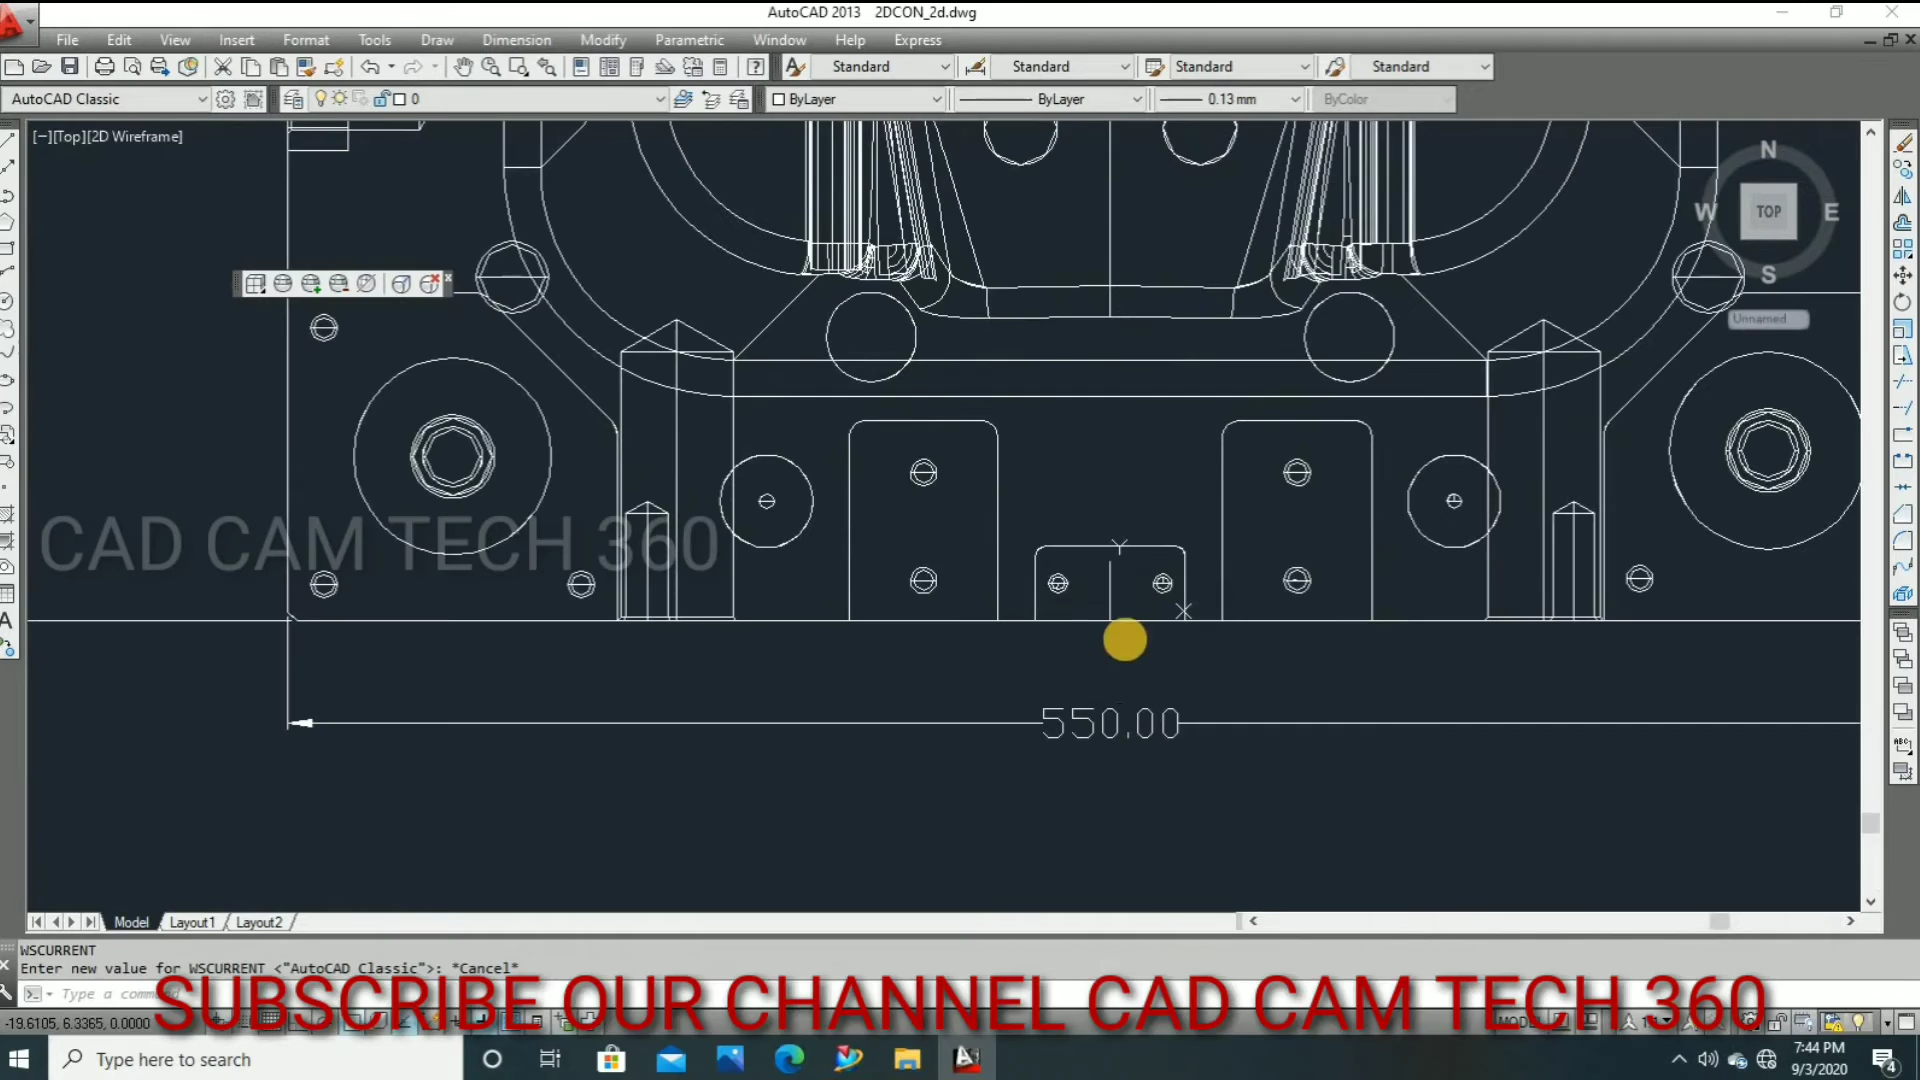 AutoCAD 2013 2DCON_2d.dwg
File Edit View Insert Format Tools Draw Dimension Modify Parametric Window Help Express
Standard Standard Standard Standard
AutoCAD Classic 0 ByLayer ByLayer 0.13 mm ByColor
[−][Top][2D Wireframe]
N
W TOP E
S
Unnamed
CAD CAM TECH 360
Y
X
550.00
Model Layout1 Layout2
WSCURRENT
Enter new value for WSCURRENT <"AutoCAD Classic">: *Cancel*
Type a command
SUBSCRIBE OUR CHANNEL CAD CAM TECH 360
-19.6105, 6.3365, 0.0000 MODEL
Type here to search
7:44 PM
9/3/2020
4